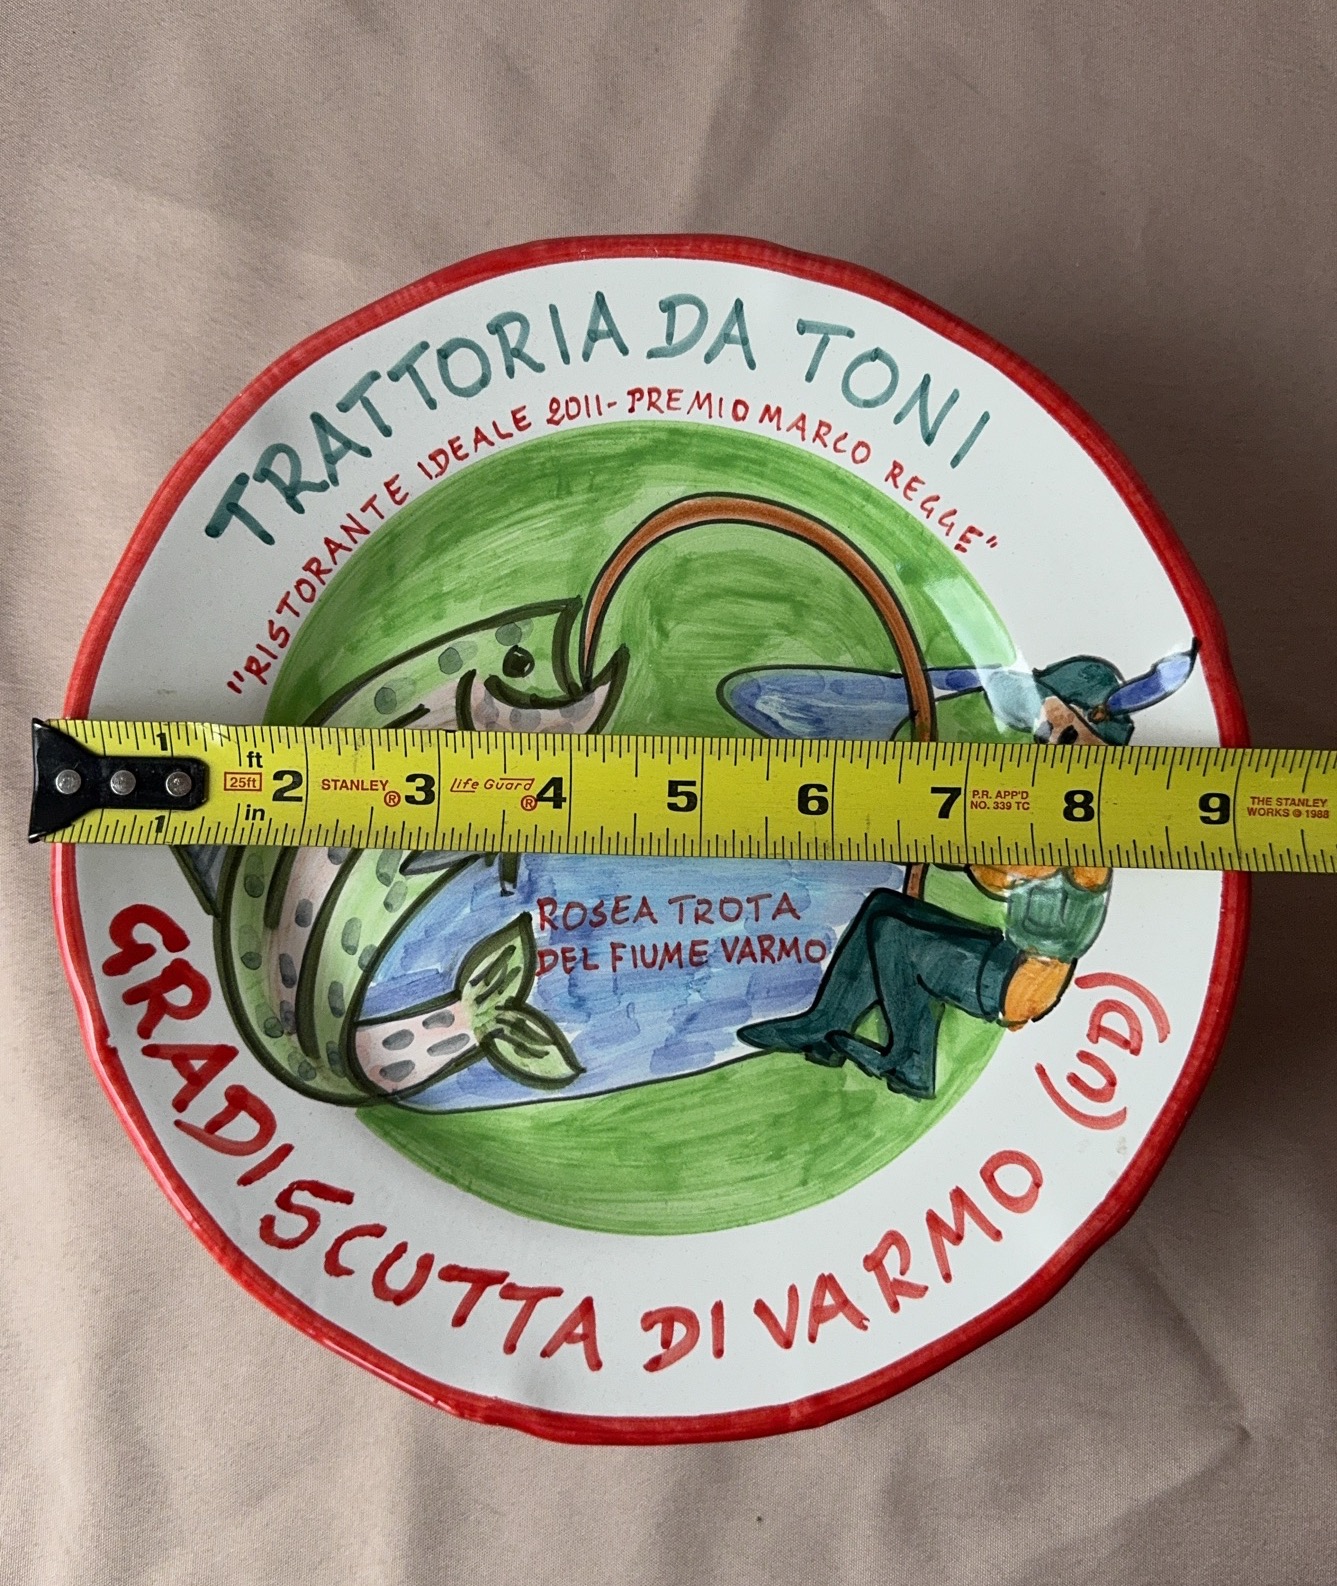 TRATTORIA DA TONI
"RISTORANTE IDEALE 2011-PREMIO MARCO REGGE"
1
ft
25ft 2 STANLEY ® 3 Life Guard ® 4 5 6 7 P.R. APP'D NO. 339 TC 8 9 THE STANLEY WORKS © 1988
in
1
ROSEA TROTA
DEL FIUME VARMO
GRADISCUTTA DI VARMO (UD)